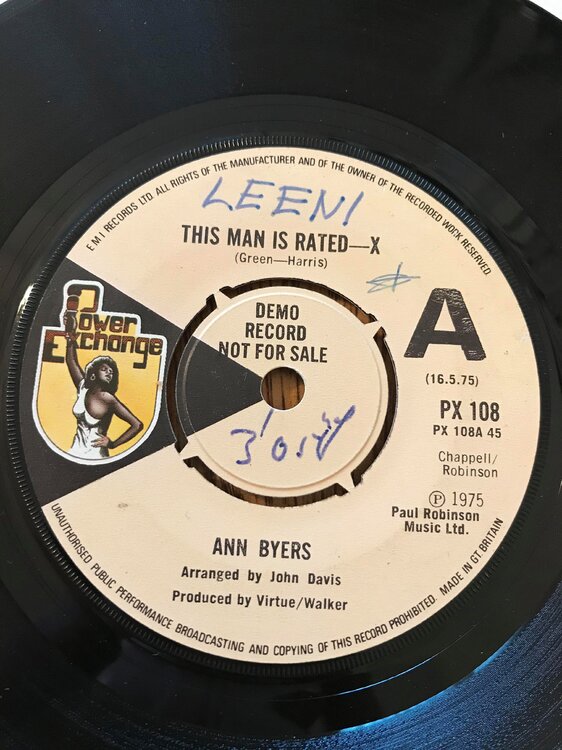 E M I RECORDS LTD ALL RIGHTS OF THE MANUFACTURER AND OF THE OWNER OF THE RECORDED WORK RESERVED
LEENI
THIS MAN IS RATED—X
(Green—Harris)
Power
Exchange
DEMO
RECORD
NOT FOR SALE
A
(16.5.75)
PX 108
PX 108A 45
Chappell/
Robinson
Ⓟ 1975
Paul Robinson
Music Ltd.
ANN BYERS
Arranged by John Davis
Produced by Virtue/Walker
UNAUTHORISED PUBLIC PERFORMANCE BROADCASTING AND COPYING OF THIS RECORD PROHIBITED. MADE IN GT. BRITAIN